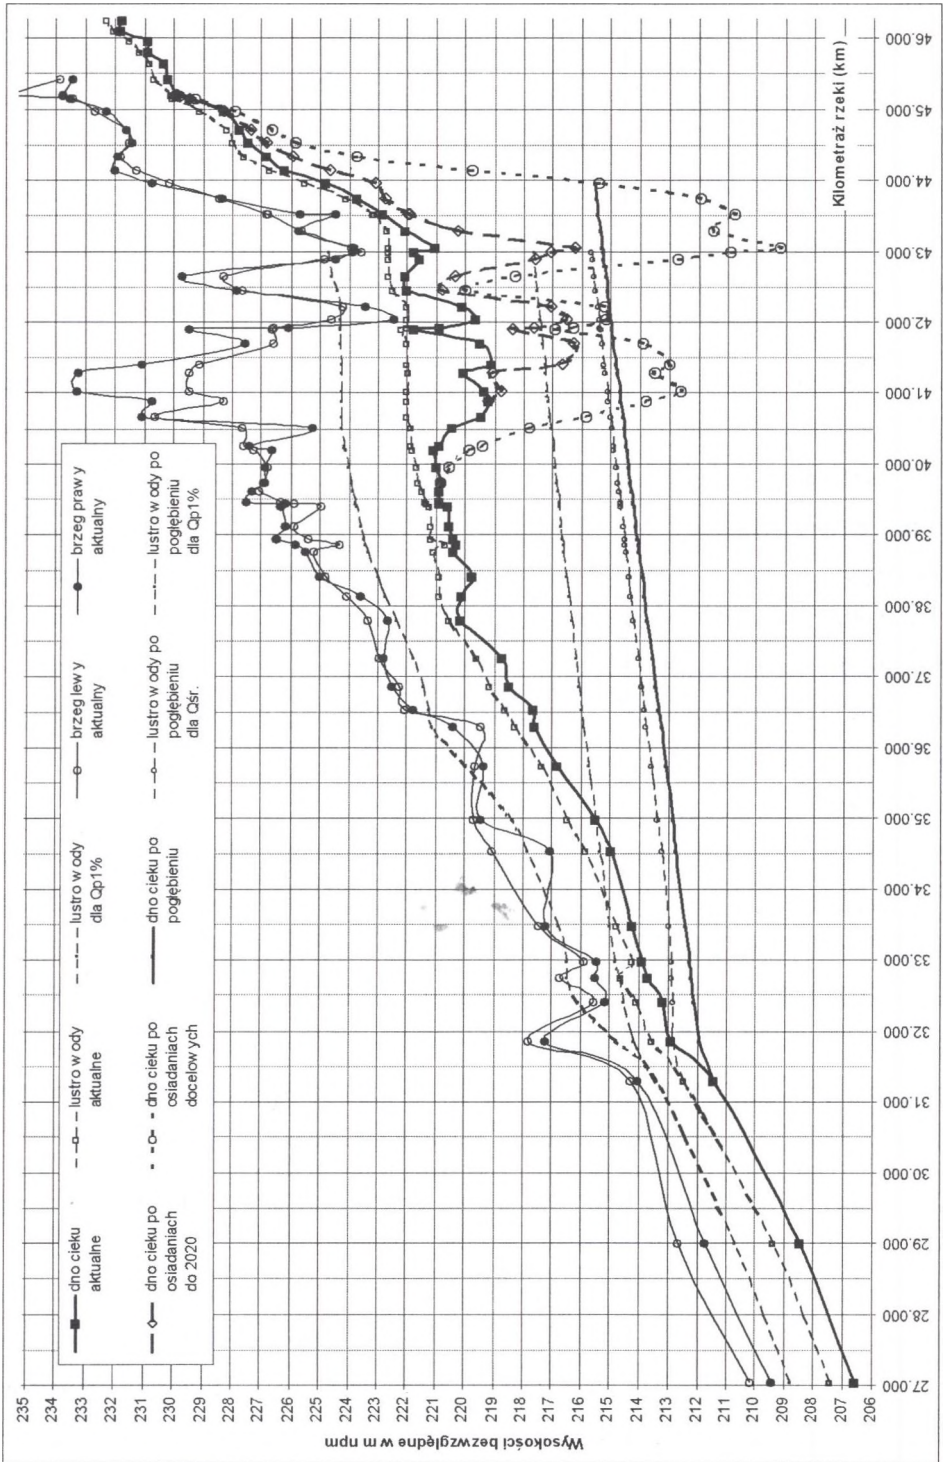 Kilometraż rzeki (km)
46.000
45.000
44.000
43.000
42.000
41.000
40.000
39.000
38.000
37.000
36.000
35.000
34.000
33.000
32.000
31.000
30.000
29.000
28.000
27.000
235
234
233
232
231
230
229
228
227
226
225
224
223
222
221
220
219
218
217
216
215
214
213
212
211
210
209
208
207
206
Wysokości bezwzględne w m npm
dno cieku
aktualne
lustro wody
aktualne
lustro wody
dla Qp1%
brzeg lewy
aktualny
brzeg prawy
aktualny
dno cieku po
osiadaniach
do 2020
dno cieku po
osiadaniach
docelowych
dno cieku po
pogłębieniu
lustro wody po
pogłębieniu
dla Qśr.
lustro wody po
pogłębieniu
dla Qp1%